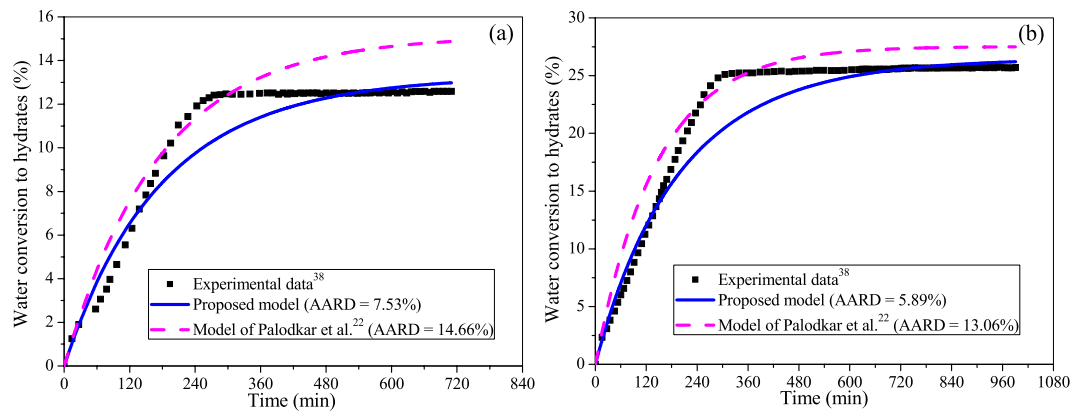 (a)
Water conversion to hydrates (%)
16
14
12
10
8
6
4
2
0
Experimental data³⁸
Proposed model (AARD = 7.53%)
Model of Palodkar et al.²² (AARD = 14.66%)
0 120 240 360 480 600 720 840
Time (min)
(b)
Water conversion to hydrates (%)
30
25
20
15
10
5
0
Experimental data³⁸
Proposed model (AARD = 5.89%)
Model of Palodkar et al.²² (AARD = 13.06%)
0 120 240 360 480 600 720 840 960 1080
Time (min)